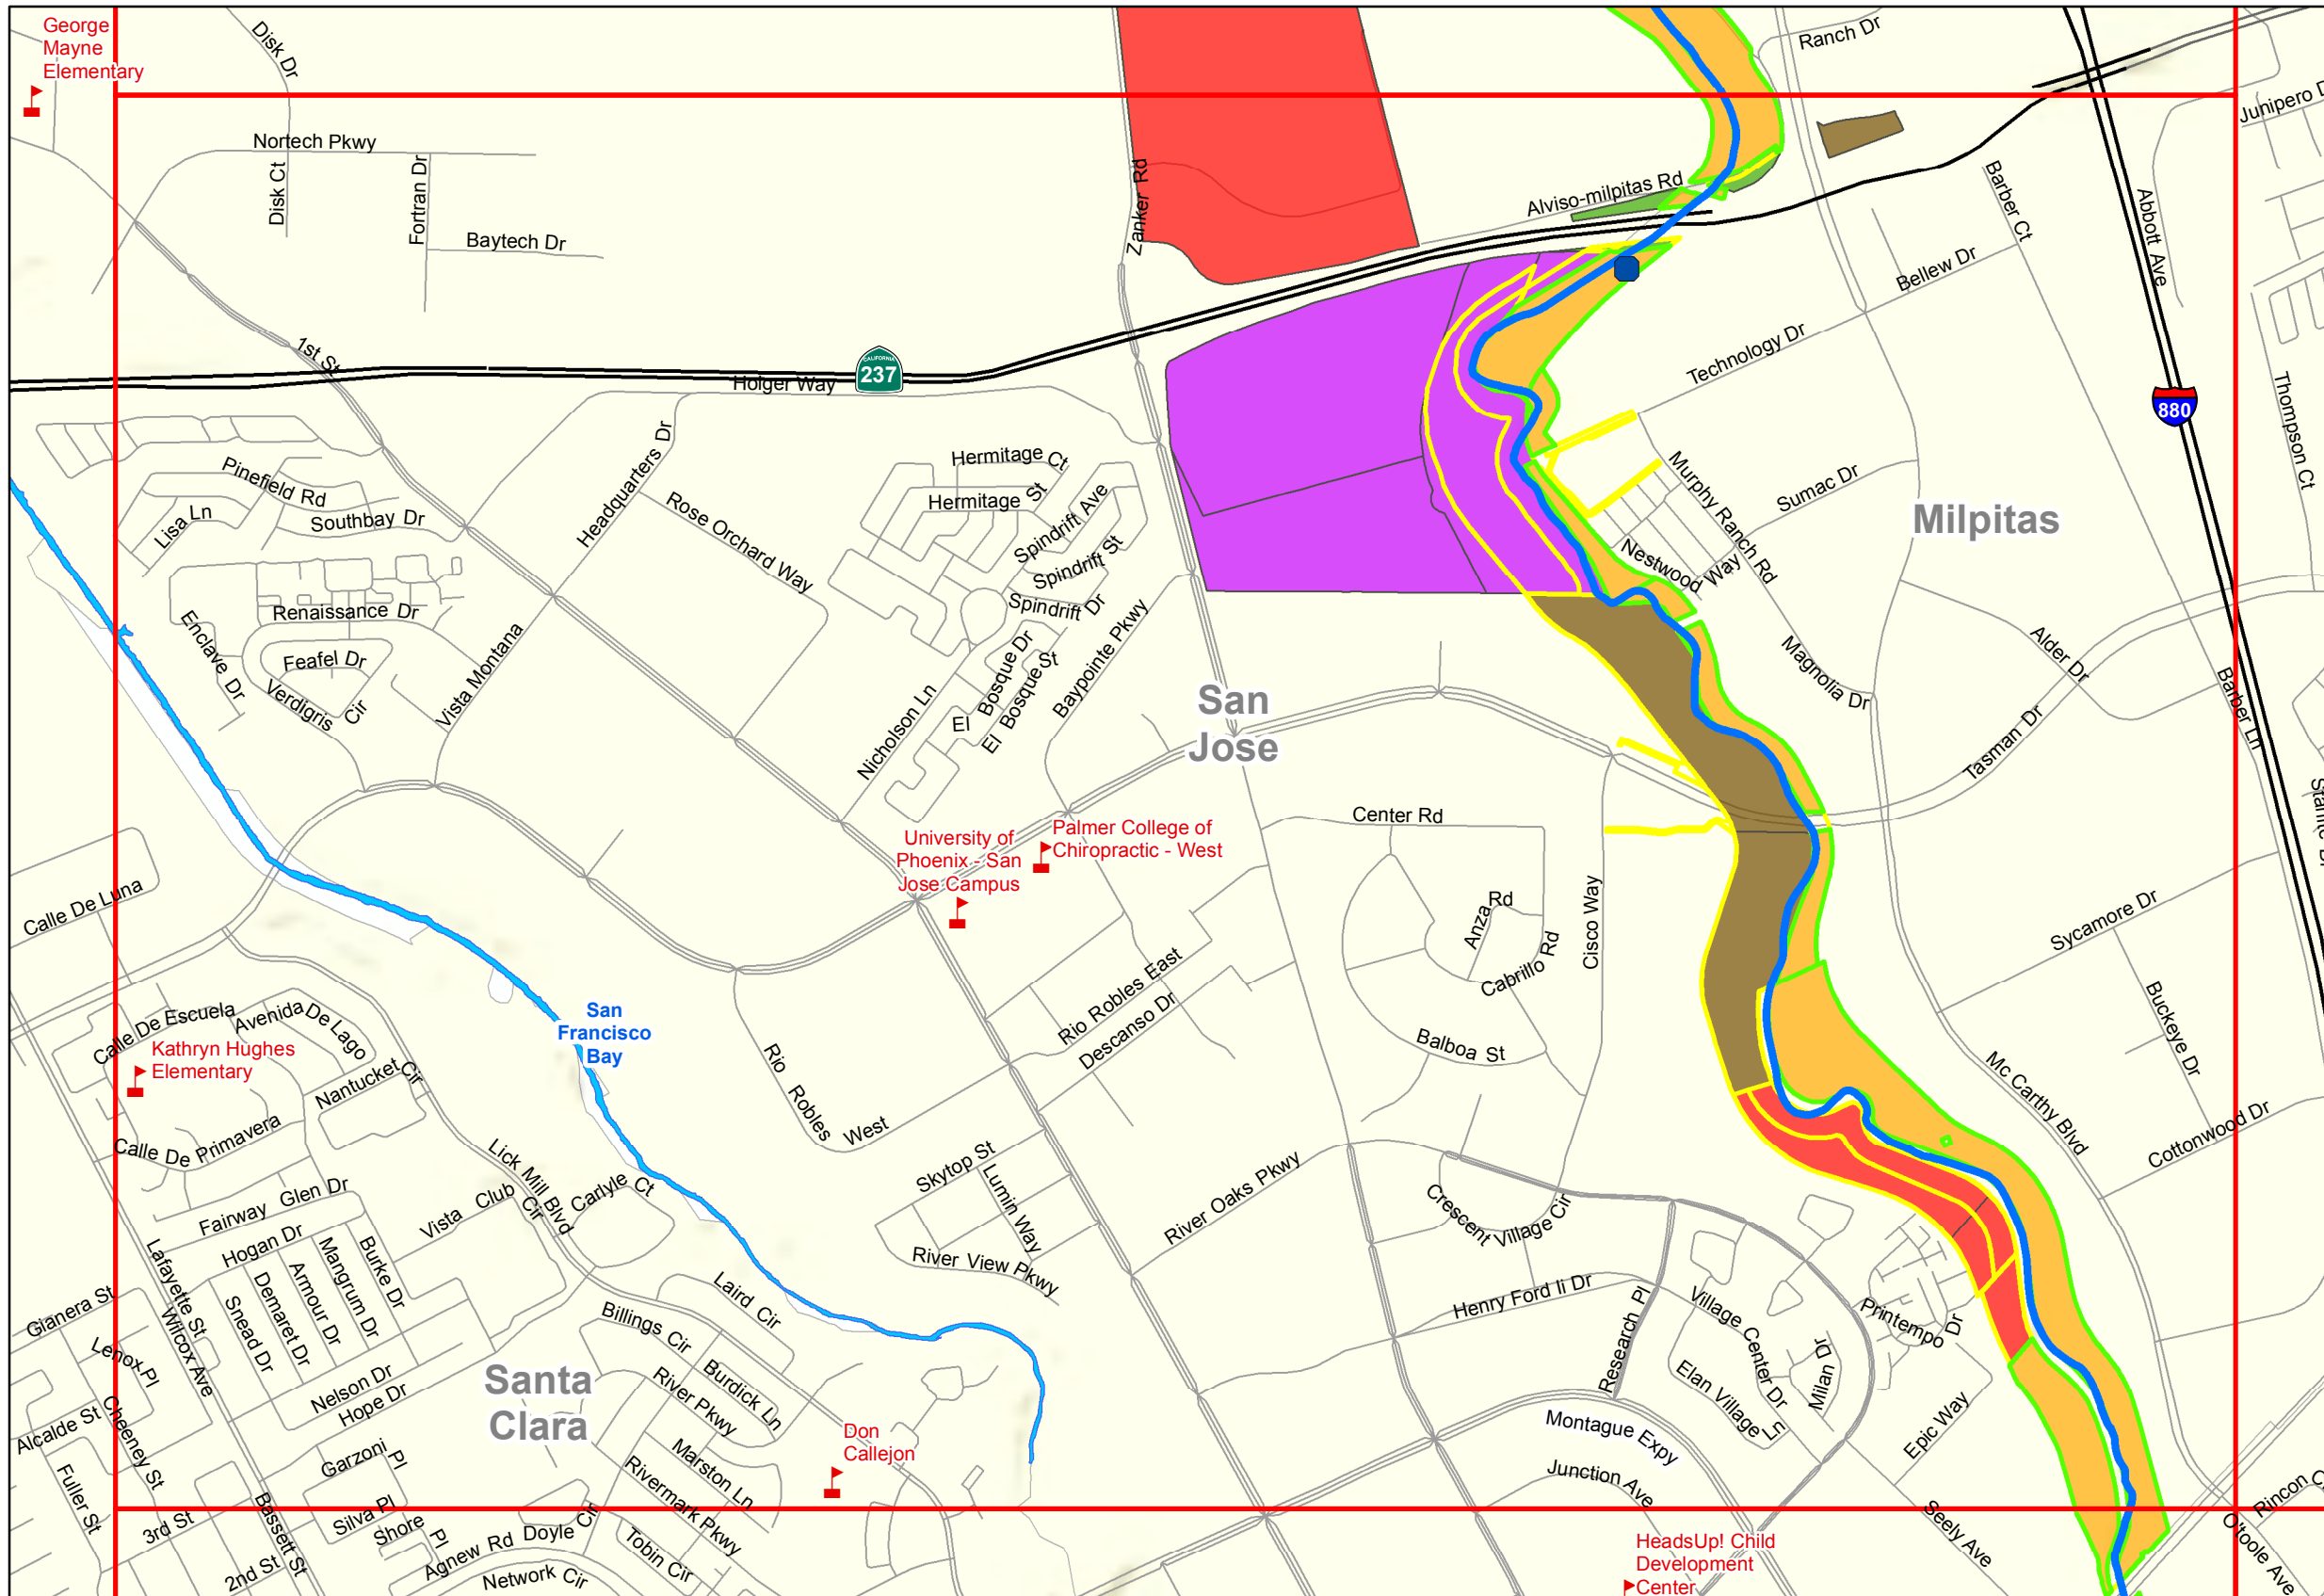 George
Mayne
Elementary
Disk Dr
Ranch Dr
Nortech Pkwy
Disk Ct
Fortran Dr
Baytech Dr
Zanker Rd
Alviso-milpitas Rd
Barber Ct
Abbott Ave
Bellew Dr
1st St
Holger Way
CALIFORNIA
237
Technology Dr
880
Thompson Ct
Headquarters Dr
Hermitage Ct
Hermitage St
Pinefield Rd
Lisa Ln
Southbay Dr
Rose Orchard Way
Spindrift Ave
Spindrift St
Spindrift Dr
Murphy Ranch Rd
Sumac Dr
Milpitas
Nestwood Way
Renaissance Dr
Enclave Dr
Feafel Dr
Verdigris Cir
Vista Montana
Nicholson Ln
El Bosque Dr
El Bosque St
Baypointe Pkwy
San
Jose
Magnolia Dr
Alder Dr
Barber Ln
Tasman Dr
Center Rd
University of
Phoenix - San
Jose Campus
Palmer College of
Chiropractic - West
Calle De Luna
Anza Rd
Cabrillo Rd
Cisco Way
Sycamore Dr
Buckeye Dr
Rio Robles East
Descanso Dr
Balboa St
San
Francisco
Bay
Calle De Escuela
Avenida De Lago
Kathryn Hughes
Elementary
Nantucket Cir
Rio Robles West
Mc Carthy Blvd
Cottonwood Dr
Calle De Primavera
Lick Mill Blvd
Skytop St
Lumin Way
River Oaks Pkwy
Crescent Village Cir
Fairway Glen Dr
Vista Club Cir
Carlyle Ct
Hogan Dr
Lafayette St
Mangrum Dr
Burke Dr
Armour Dr
Demaret Dr
Snead Dr
River View Pkwy
Laird Cir
Henry Ford Ii Dr
Research Pl
Village Center Dr
Printempo Dr
Milan Dr
Gianera St
Wilcox Ave
Lenox Pl
Billings Cir
Burdick Ln
River Pkwy
Elan Village Ln
Santa
Clara
Nelson Dr
Hope Dr
Alcalde St
Cheeney St
Don
Callejon
Montague Expy
Epic Way
Garzoni Pl
Marston Ln
Rivermark Pkwy
Junction Ave
Fuller St
Bassett St
Silva Pl
Shore Pl
3rd St
2nd St
Agnew Rd
Doyle Cir
Network Cir
Tobin Cir
Seely Ave
O'toole Ave
HeadsUp! Child
Development
Center